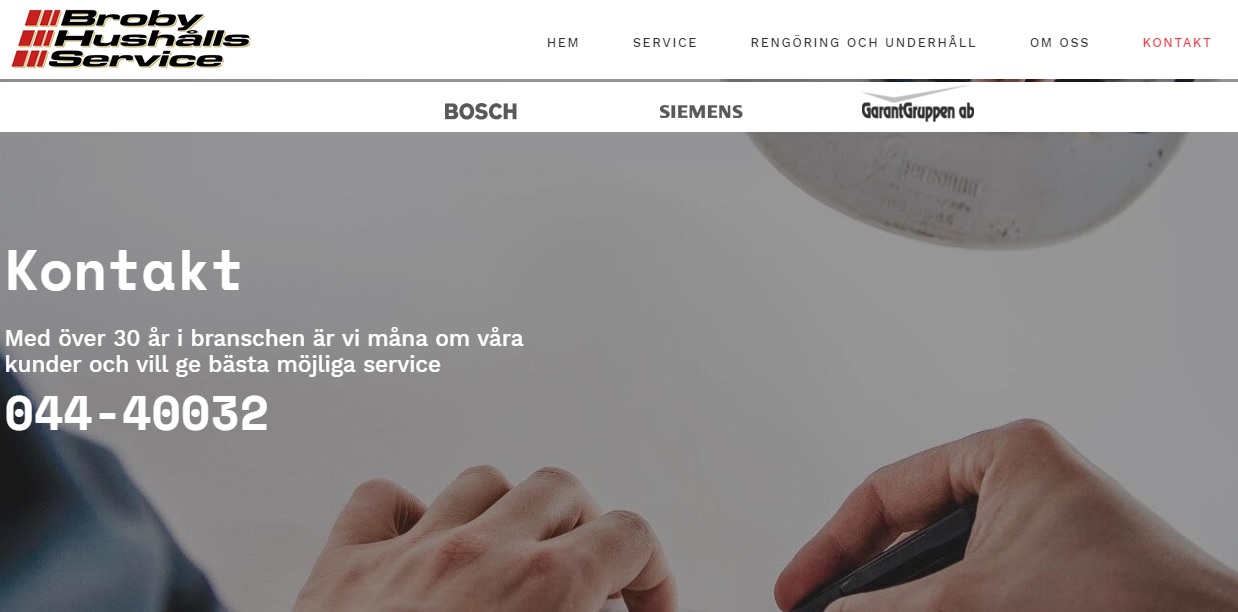 Broby
Hushålls
Service
HEM
SERVICE
RENGÖRING OCH UNDERHÅLL
OM OSS
KONTAKT
BOSCH
SIEMENS
GarantGruppen ab
Kontakt
Med över 30 år i branschen är vi måna om våra
kunder och vill ge bästa möjliga service
044-40032